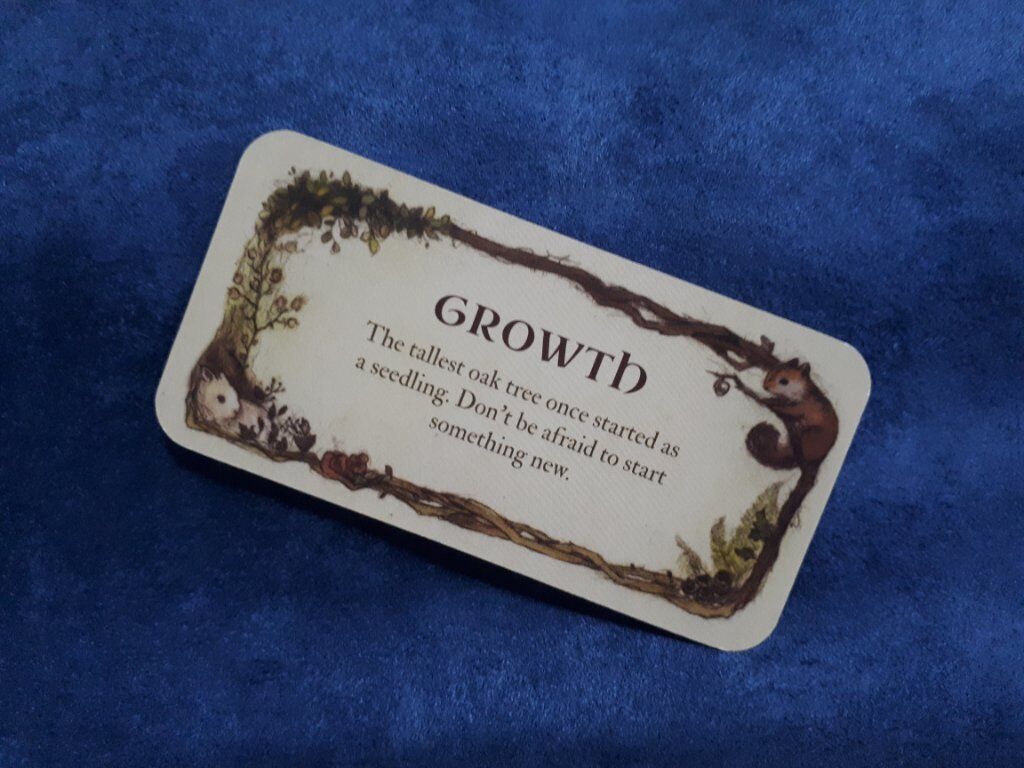 GROWTH
The tallest oak tree once started as
a seedling. Don't be afraid to start
something new.